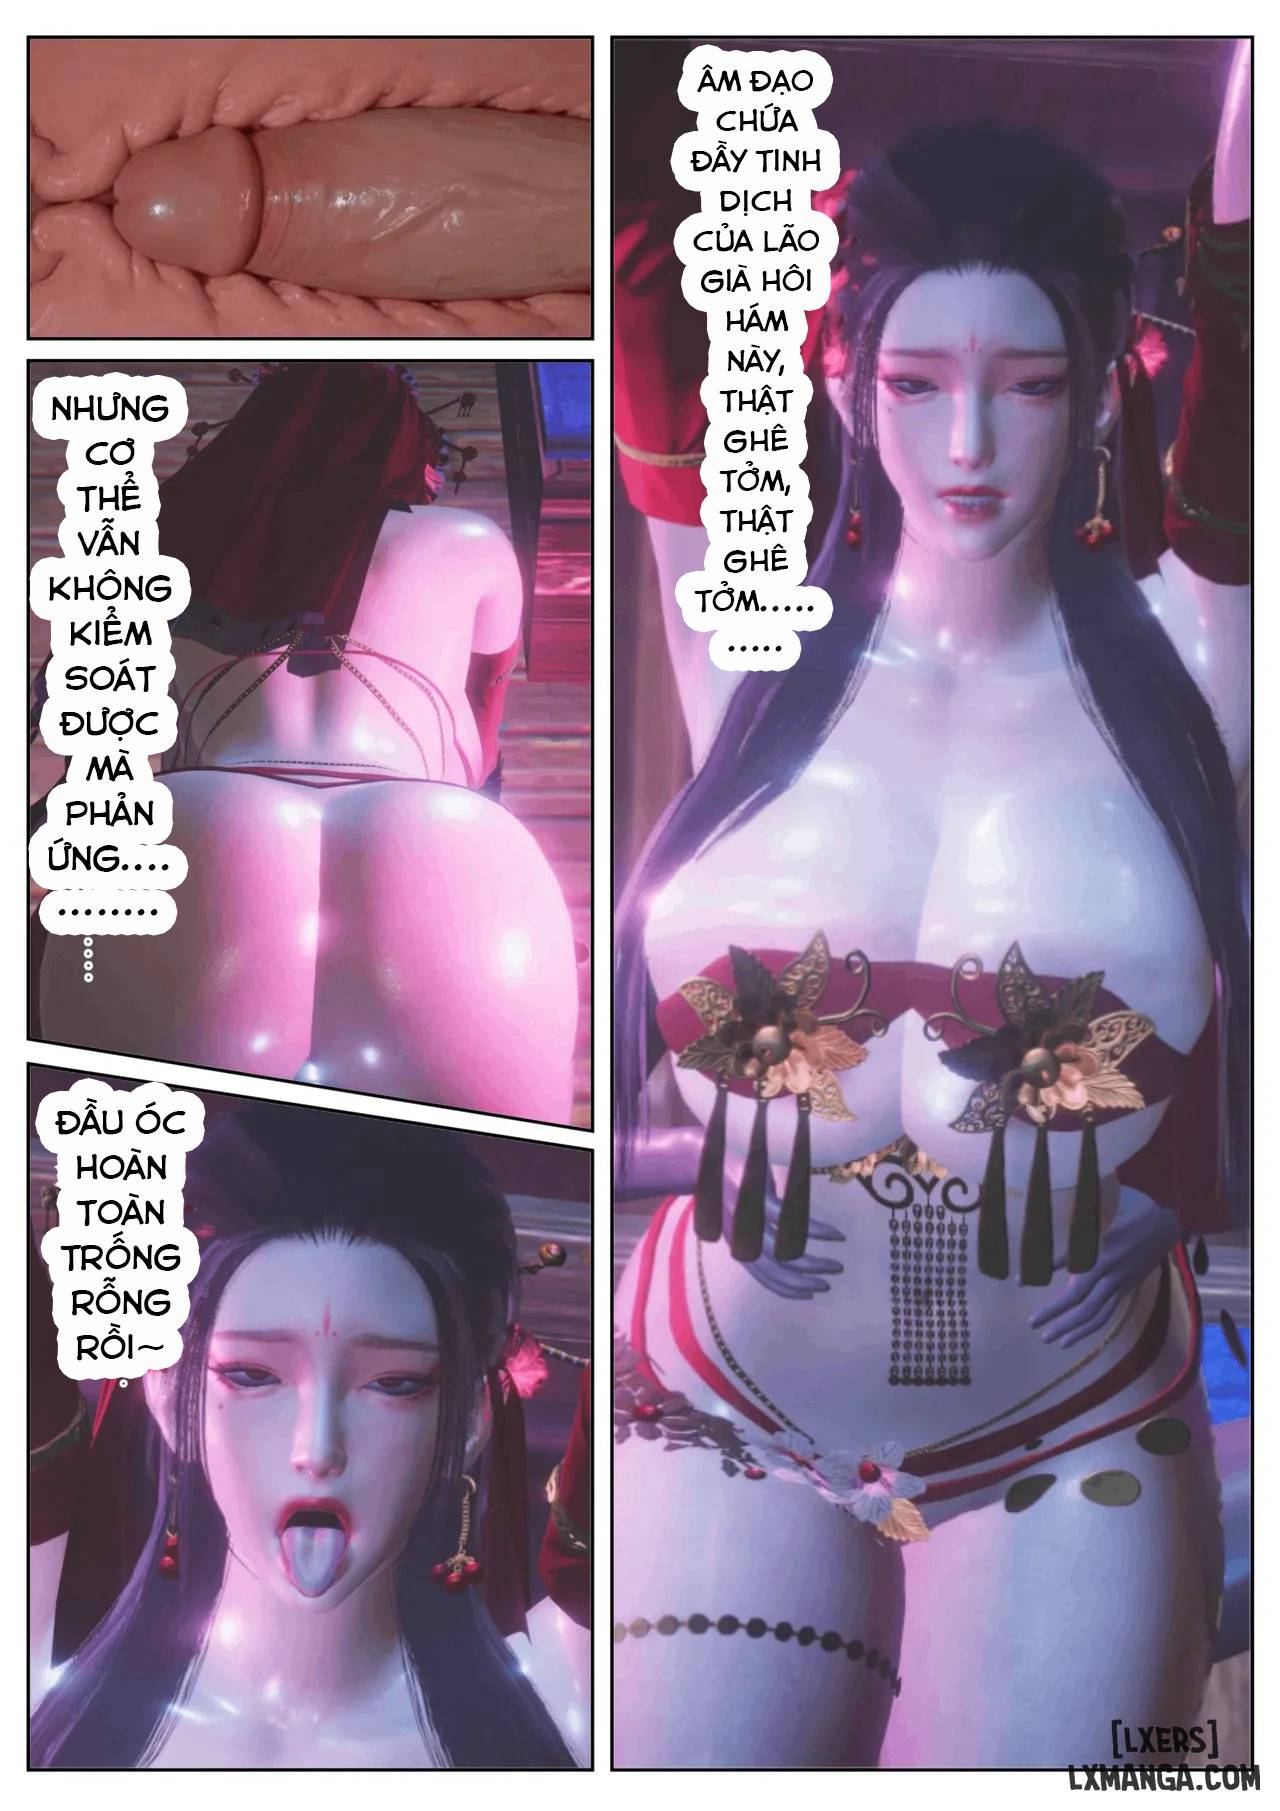 NHƯNG
CƠ
THỂ
VẪN
KHÔNG
KIỂM
SOÁT
ĐƯỢC
MÀ
PHẢN
ỨNG....
........
ĐẦU ÓC
HOÀN
TOÀN
TRỐNG
RỖNG
RỒI~
ÂM ĐẠO
CHỨA
ĐẦY TINH
DỊCH
CỦA LÃO
GIÀ HÔI
HÁM
NÀY,
THẬT
GHÊ
TỞM,
THẬT
GHÊ
TỞM.....
.....
[LXERS]
LXMANGA.COM